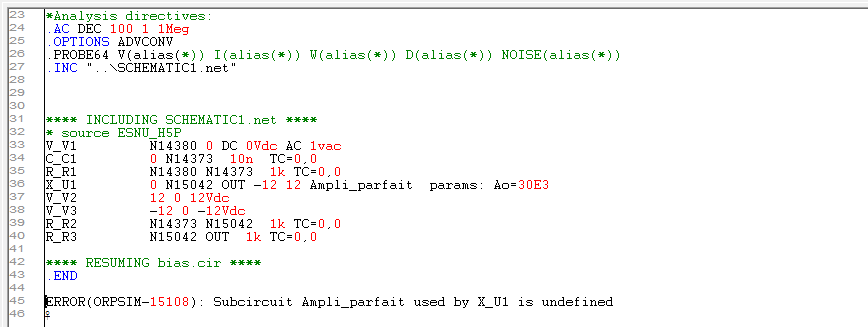 23 *Analysis directives:
24 .AC DEC 100 1 1Meg
25 .OPTIONS ADVCONV
26 .PROBE64 V(alias(*)) I(alias(*)) W(alias(*)) D(alias(*)) NOISE(alias(*))
27 .INC "..\SCHEMATIC1.net"
28
29
30
31 **** INCLUDING SCHEMATIC1.net ****
32 * source ESNU_H5P
33 V_V1 N14380 0 DC 0Vdc AC 1vac
34 C_C1 0 N14373 10n TC=0,0
35 R_R1 N14380 N14373 1k TC=0,0
36 X_U1 0 N15042 OUT -12 12 Ampli_parfait params: Ao=30E3
37 V_V2 12 0 12Vdc
38 V_V3 -12 0 -12Vdc
39 R_R2 N14373 N15042 1k TC=0,0
40 R_R3 N15042 OUT 1k TC=0,0
41
42 **** RESUMING bias.cir ****
43 .END
44
45 ERROR(ORPSIM-15108): Subcircuit Ampli_parfait used by X_U1 is undefined
46